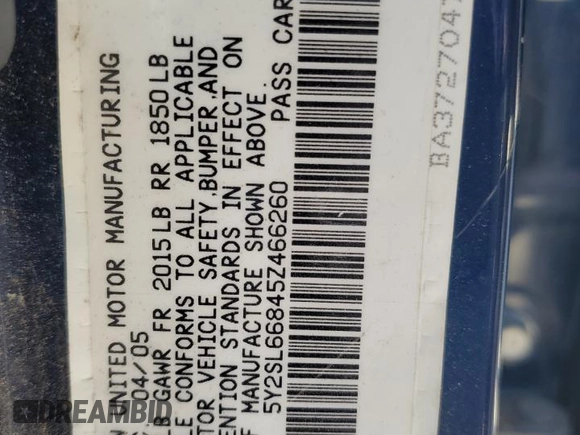 UNITED MOTOR MANUFACTURING
04/05
GAWR FR 2015LB RR 1850LB
CONFORMS TO ALL APPLICABLE
VEHICLE SAFETY,BUMPER,AND
STANDARDS IN EFFECT ON
MANUFACTURE SHOWN ABOVE.
5Y2SL66845Z466260 PASS CAR
BA3727047
DREAMBID